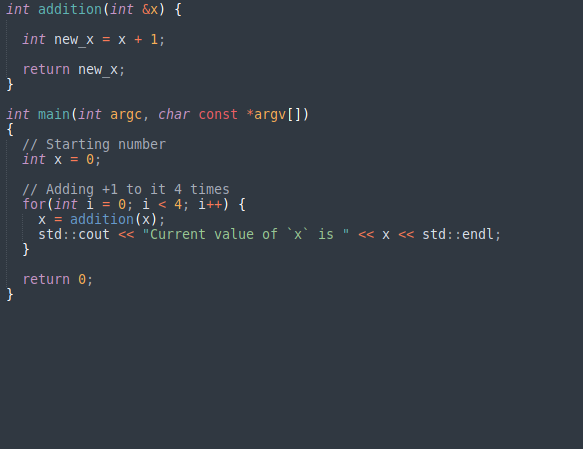 int addition(int &x) {
int new_x = x + 1;
return new_x;
}
int main(int argc, char const *argv[])
{
// Starting number
int x = 0;
// Adding +1 to it 4 times
for(int i = 0; i < 4; i++) {
x = addition(x);
std::cout << "Current value of `x` is " << x << std::endl;
}
return 0;
}